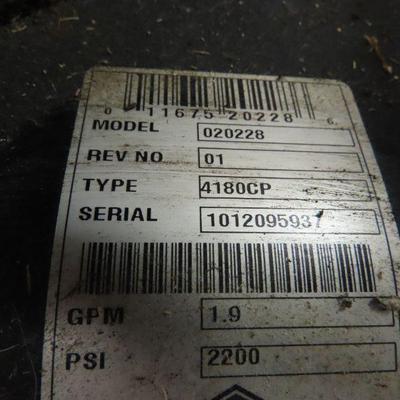 0 11675 20228 6
MODEL 020228
REV NO 01
TYPE 4180CP
SERIAL 1012095937
GPM 1.9
PSI 2200